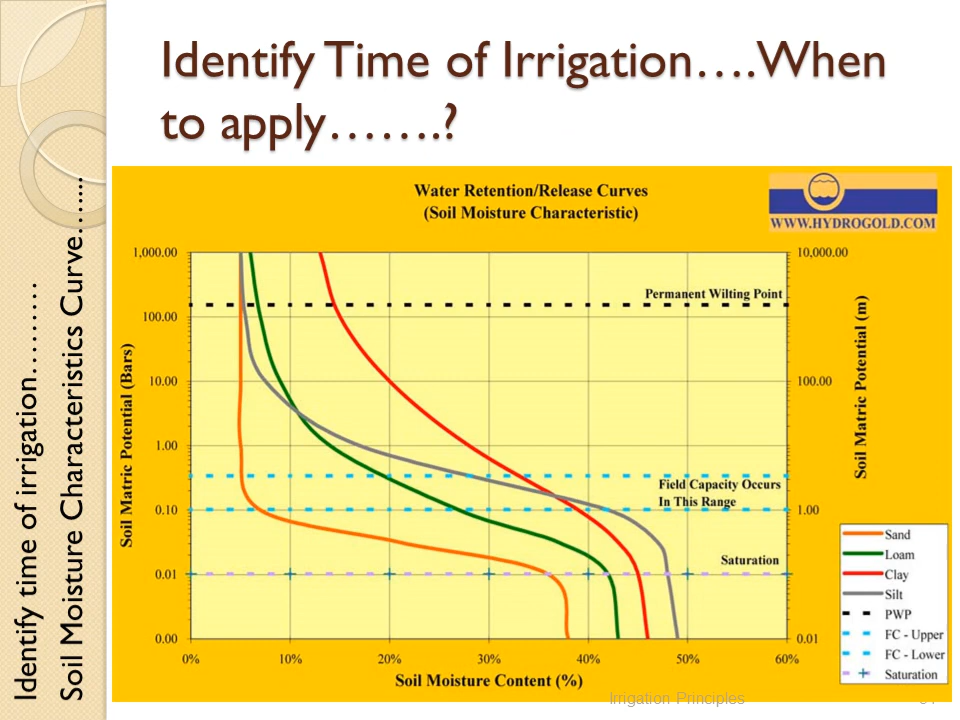 Identify Time of Irrigation….When
to apply…….?
Identify time of irrigation………
Soil Moisture Characteristics Curve…....
Water Retention/Release Curves
(Soil Moisture Characteristic)
WWW.HYDROGOLD.COM
1,000.00
100.00
10.00
1.00
0.10
0.01
0.00
Soil Matric Potential (Bars)
10,000.00
100.00
1.00
0.01
Soil Matric Potential (m)
Permanent Wilting Point
Field Capacity Occurs
In This Range
Saturation
0% 10% 20% 30% 40% 50% 60%
Soil Moisture Content (%)
Sand
Loam
Clay
Silt
PWP
FC - Upper
FC - Lower
Saturation
Irrigation Principles